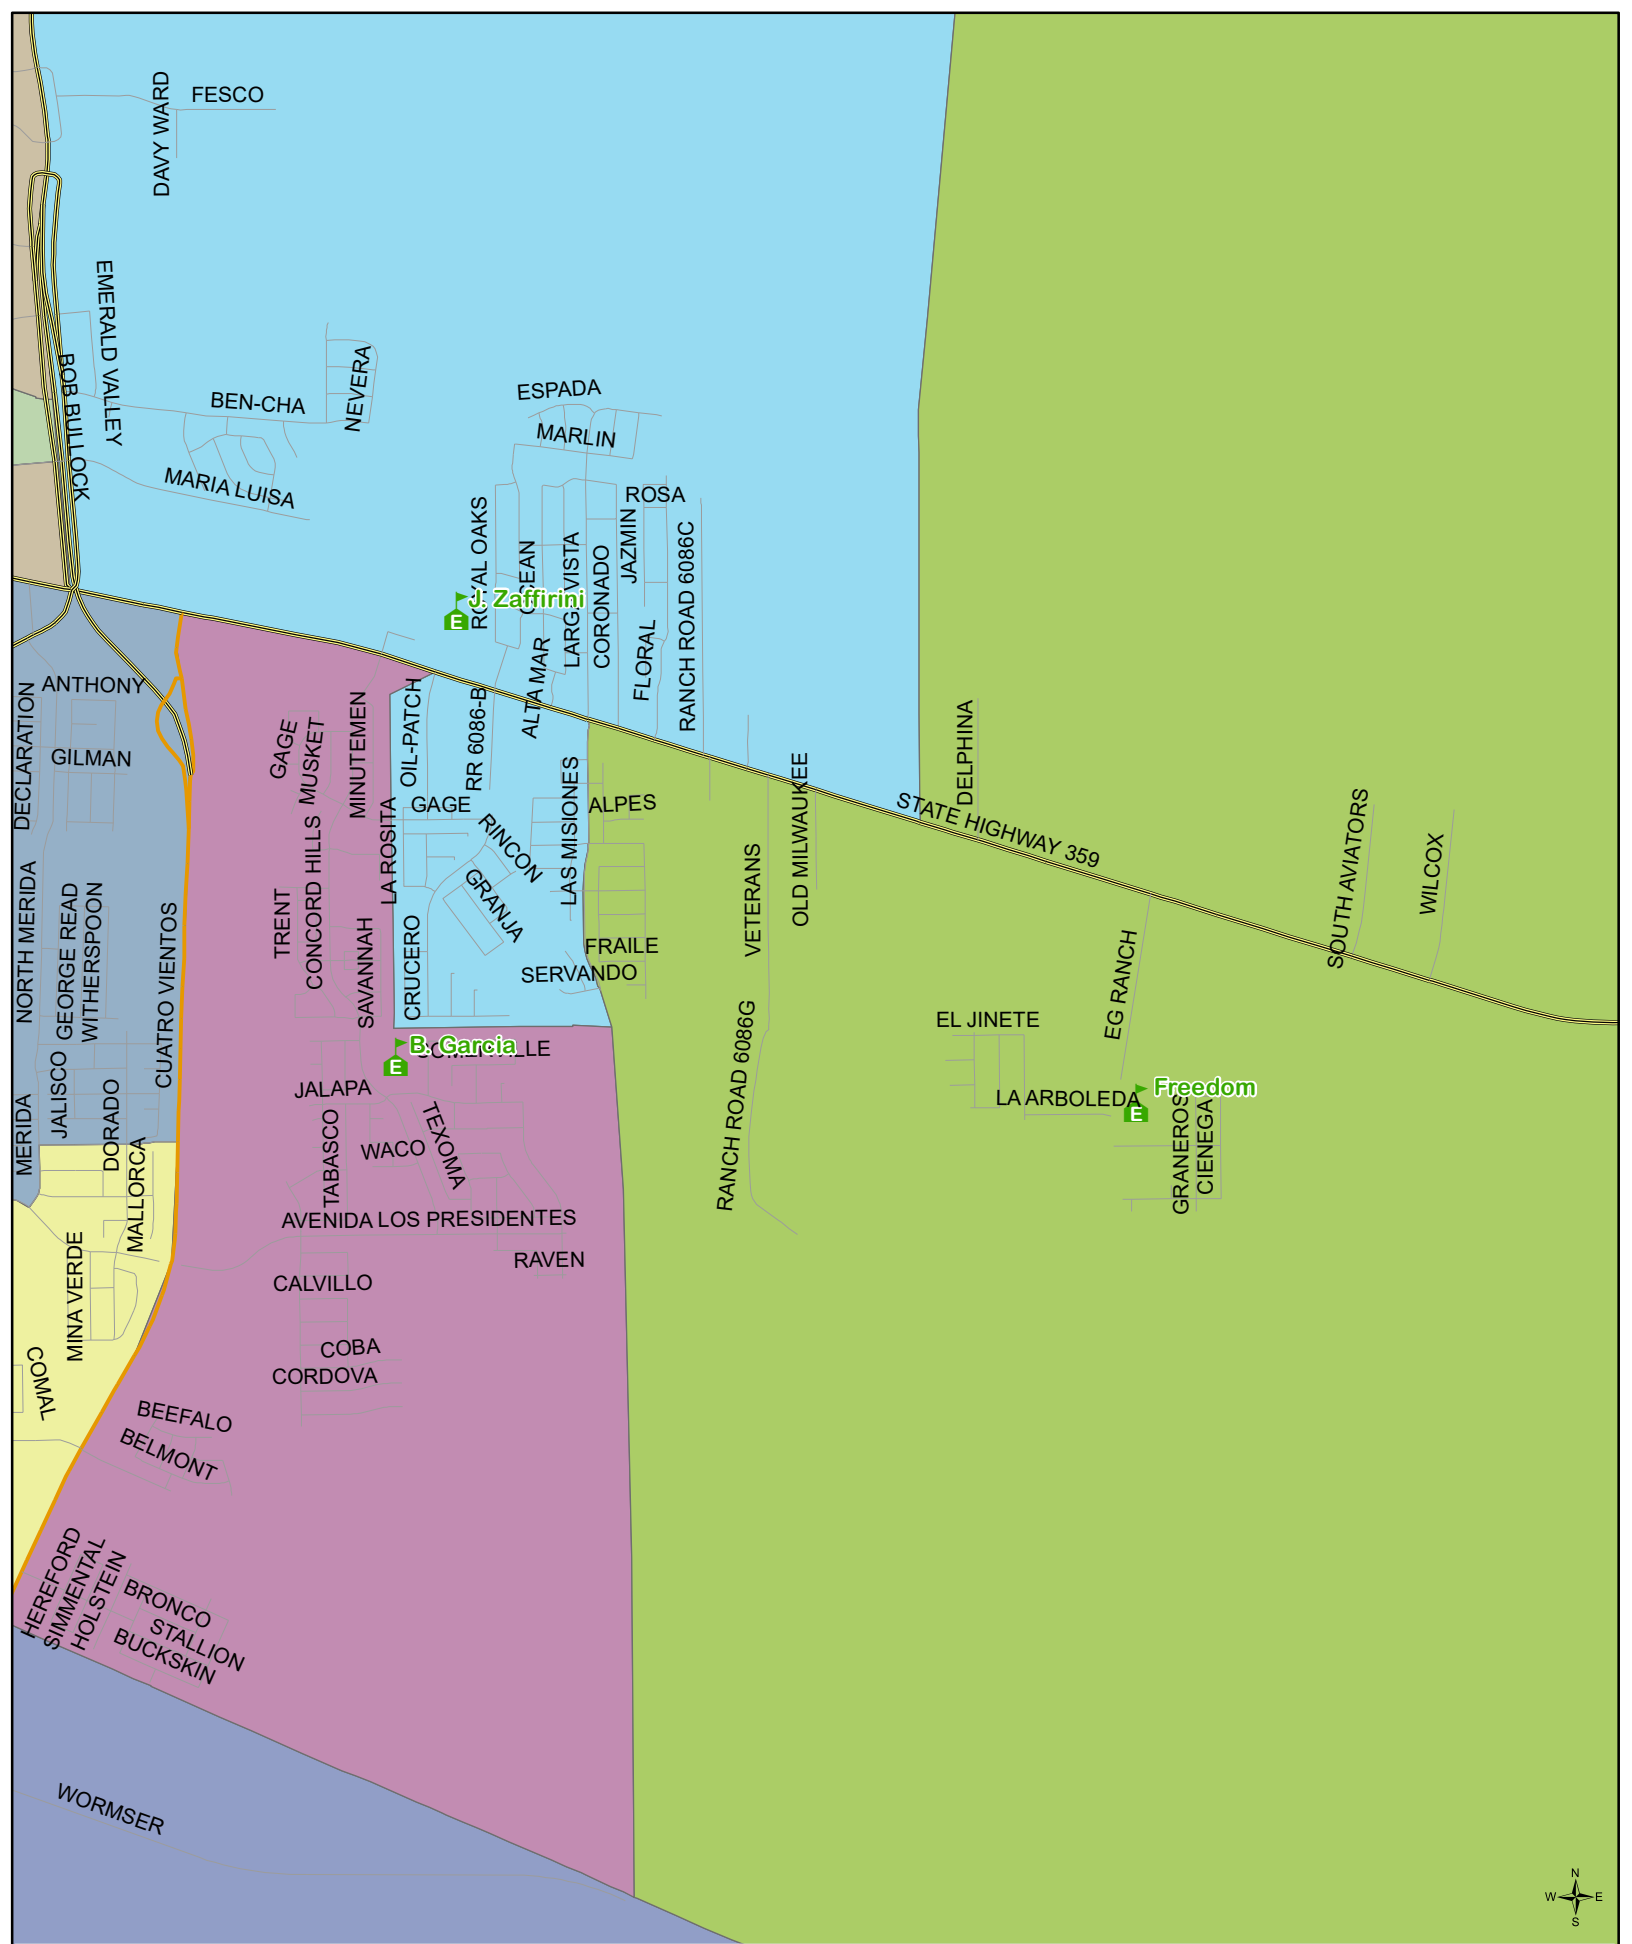 FESCO
DAVY WARD
EMERALD VALLEY
BOB BULLOCK
BEN-CHA
NEVERA
MARIA LUISA
ESPADA
MARLIN
ROSA
ROYAL OAKS
OCEAN
LARGA VISTA
CORONADO
JAZMIN
RANCH ROAD 6086C
J. Zaffirini
E
ALTA MAR
FLORAL
ANTHONY
DECLARATION
GILMAN
GAGE
MUSKET
MINUTEMEN
OIL-PATCH
RR 6086-B
DELPHINA
STATE HIGHWAY 359
GAGE
RINCON
LAS MISIONES
ALPES
OLD MILWAUKEE
VETERANS
SOUTH AVIATORS
WILCOX
LA ROSITA
CONCORD HILLS
TRENT
GRANJA
NORTH MERIDA
GEORGE READ
WITHERSPOON
CUATRO VIENTOS
SAVANNAH
CRUCERO
FRAILE
SERVANDO
EG RANCH
EL JINETE
RANCH ROAD 6086G
B. Garcia
E
SOMERVILLE
JALAPA
Freedom
E
LA ARBOLEDA
GRANEROS
CIENEGA
MERIDA
JALISCO
DORADO
MALLORCA
TABASCO
WACO
TEXOMA
AVENIDA LOS PRESIDENTES
RAVEN
MINA VERDE
CALVILLO
COBA
CORDOVA
COMAL
BEEFALO
BELMONT
HEREFORD
SIMMENTAL
HOLSTEIN
BRONCO
STALLION
BUCKSKIN
WORMSER
N
W E
S